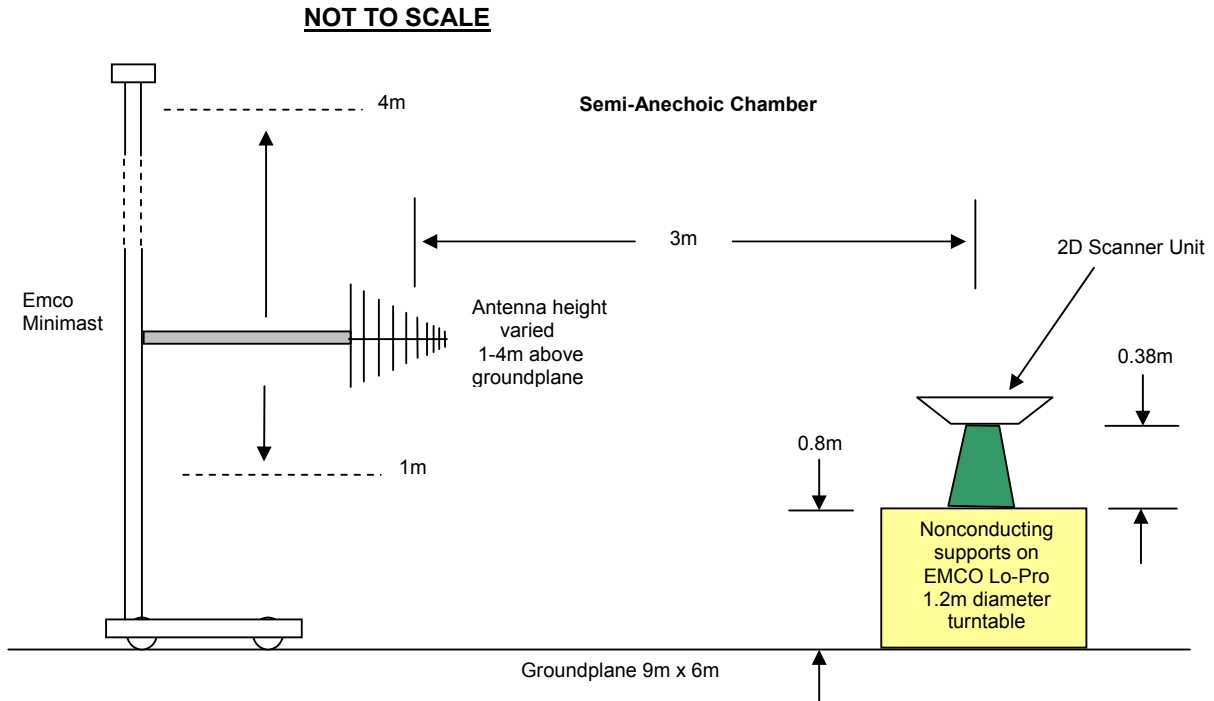 NOT TO SCALE
4m
Semi-Anechoic Chamber
3m
2D Scanner Unit
Emco
Minimast
Antenna height
varied
1-4m above
groundplane
0.38m
0.8m
1m
Nonconducting
supports on
EMCO Lo-Pro
1.2m diameter
turntable
Groundplane 9m x 6m